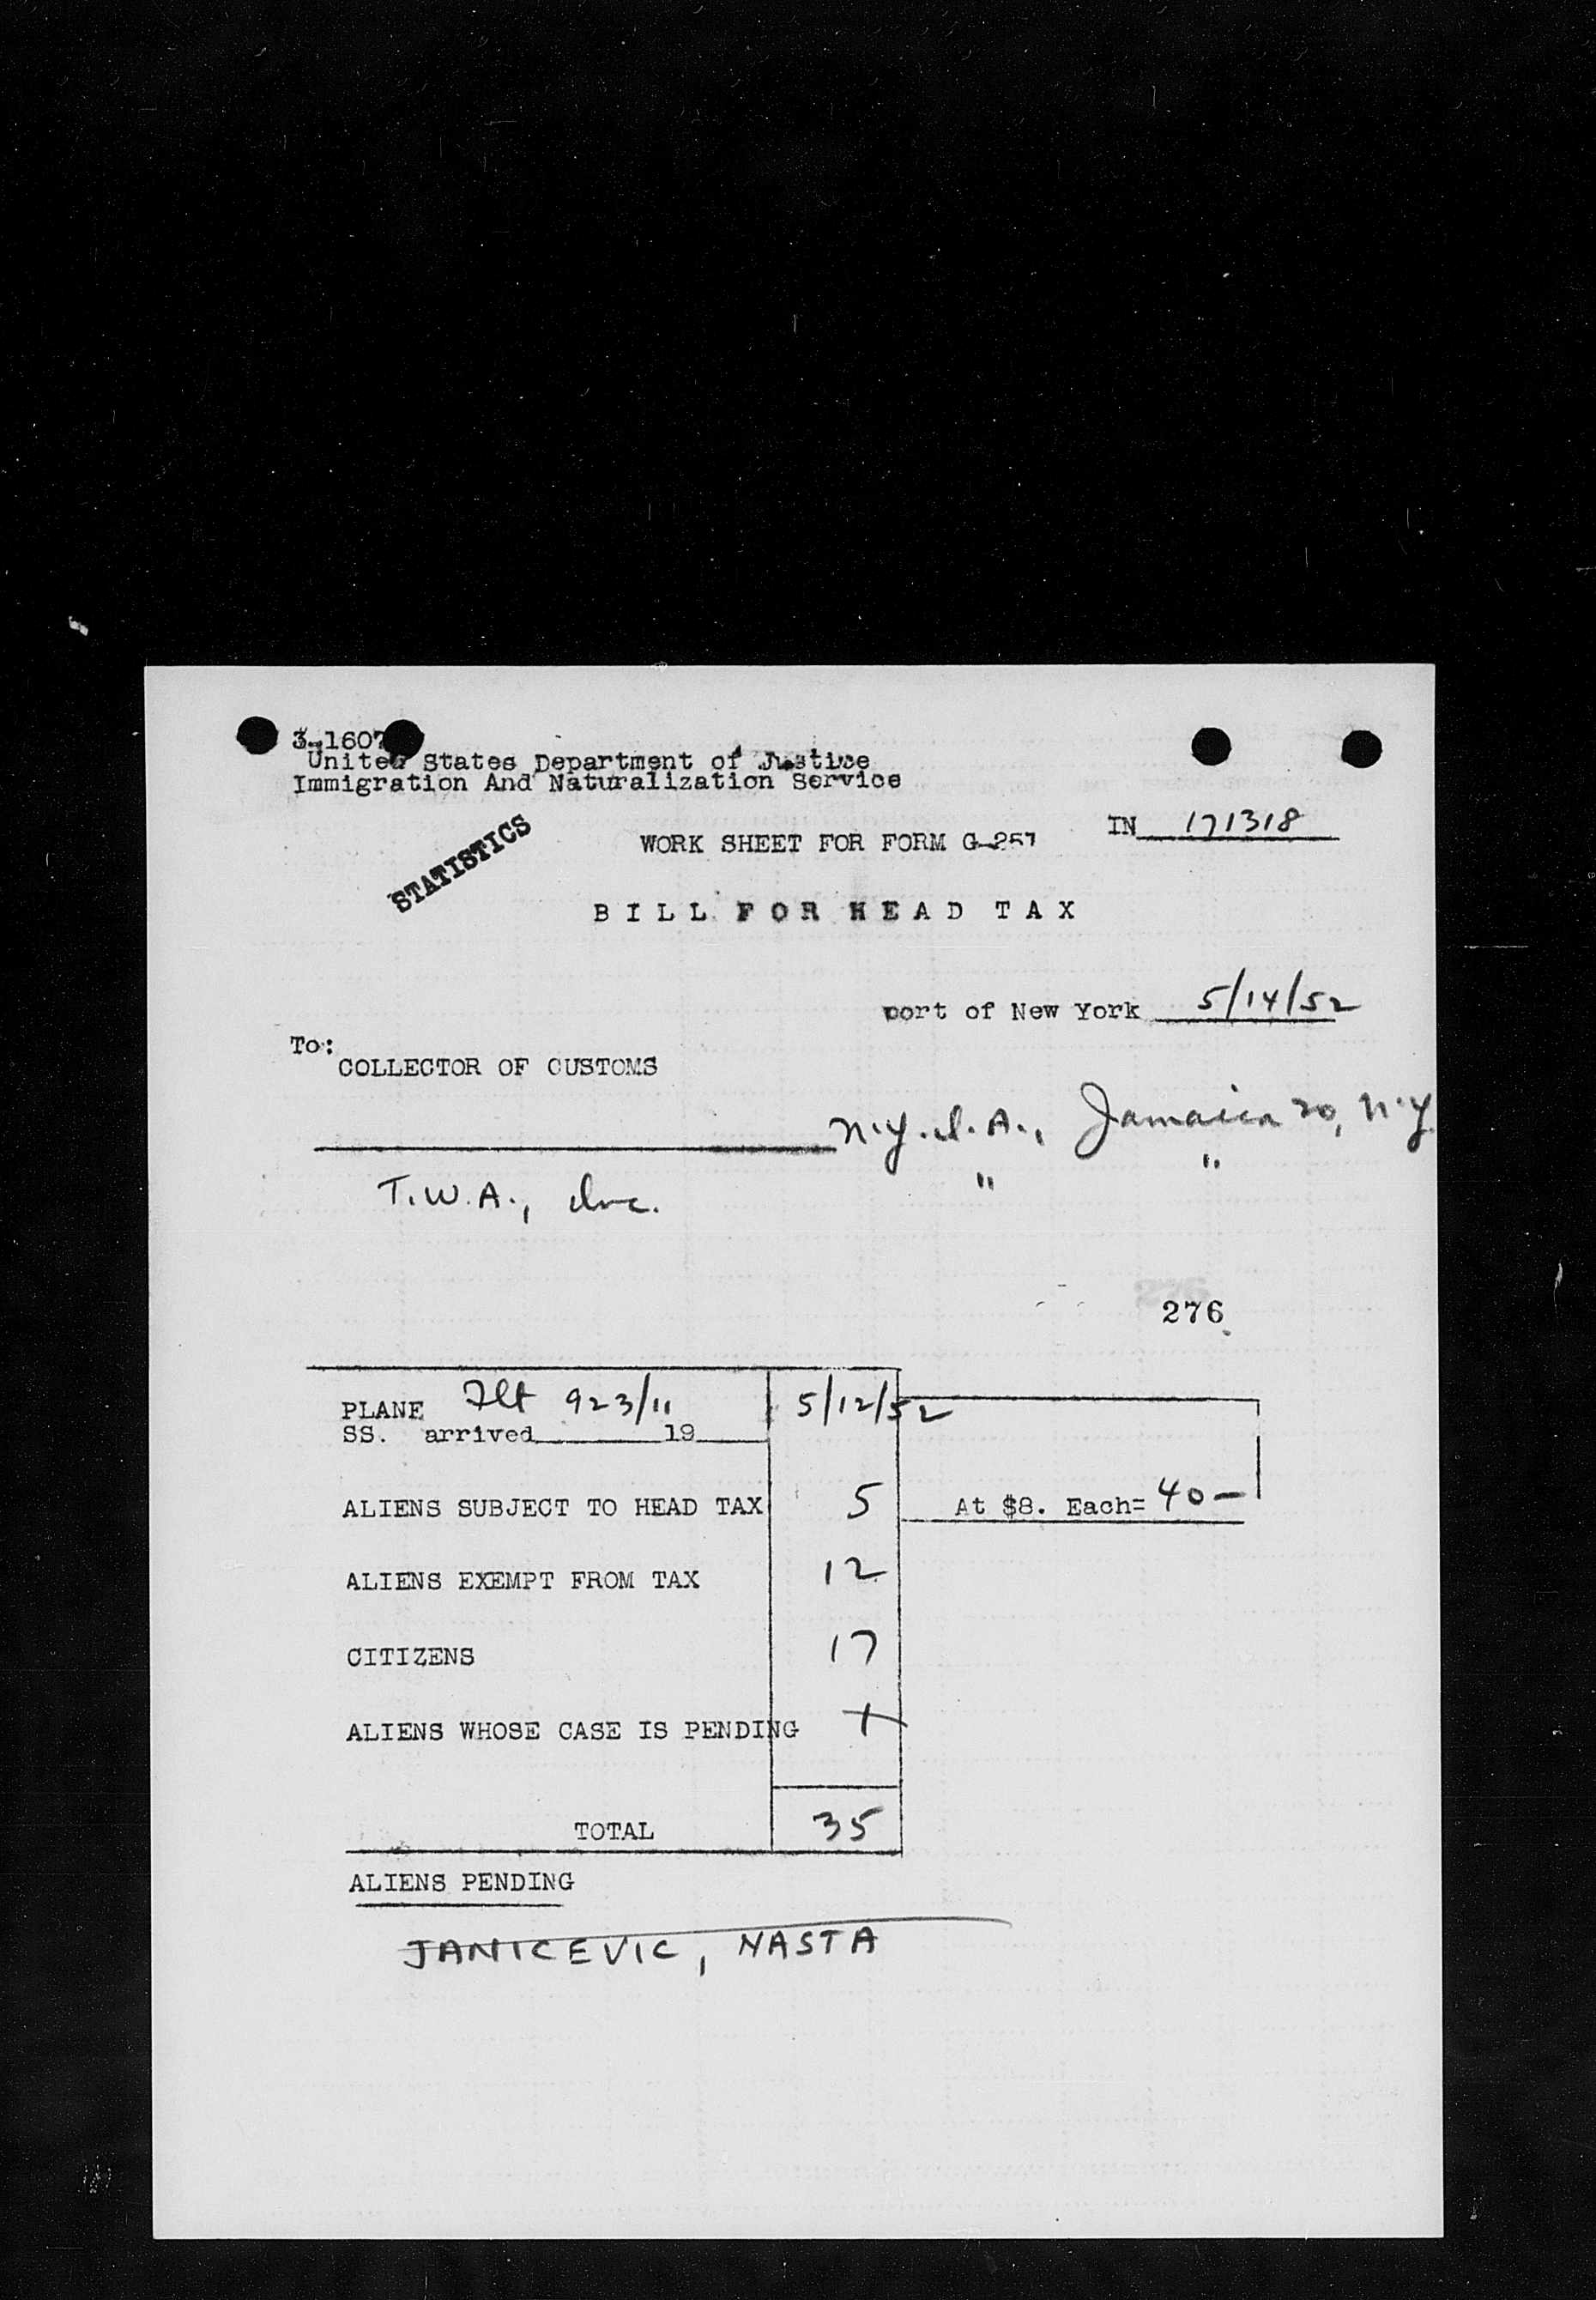 3-1607
United States Department of Justice
Immigration And Naturalization Service
STATISTICS
WORK SHEET FOR FORM G-257
IN 171318
BILL FOR HEAD TAX
port of New York 5/14/52
To:
COLLECTOR OF CUSTOMS
N.Y.I.A., Jamaica 20, N.Y.
T.W.A., Inc. " "
276
PLANE Flt 923/11 5/12/52
SS. arrived 19
ALIENS SUBJECT TO HEAD TAX 5 At $8. Each= 40-
ALIENS EXEMPT FROM TAX 12
CITIZENS 17
ALIENS WHOSE CASE IS PENDING 1
TOTAL 35
ALIENS PENDING
JANICEVIC, NASTA